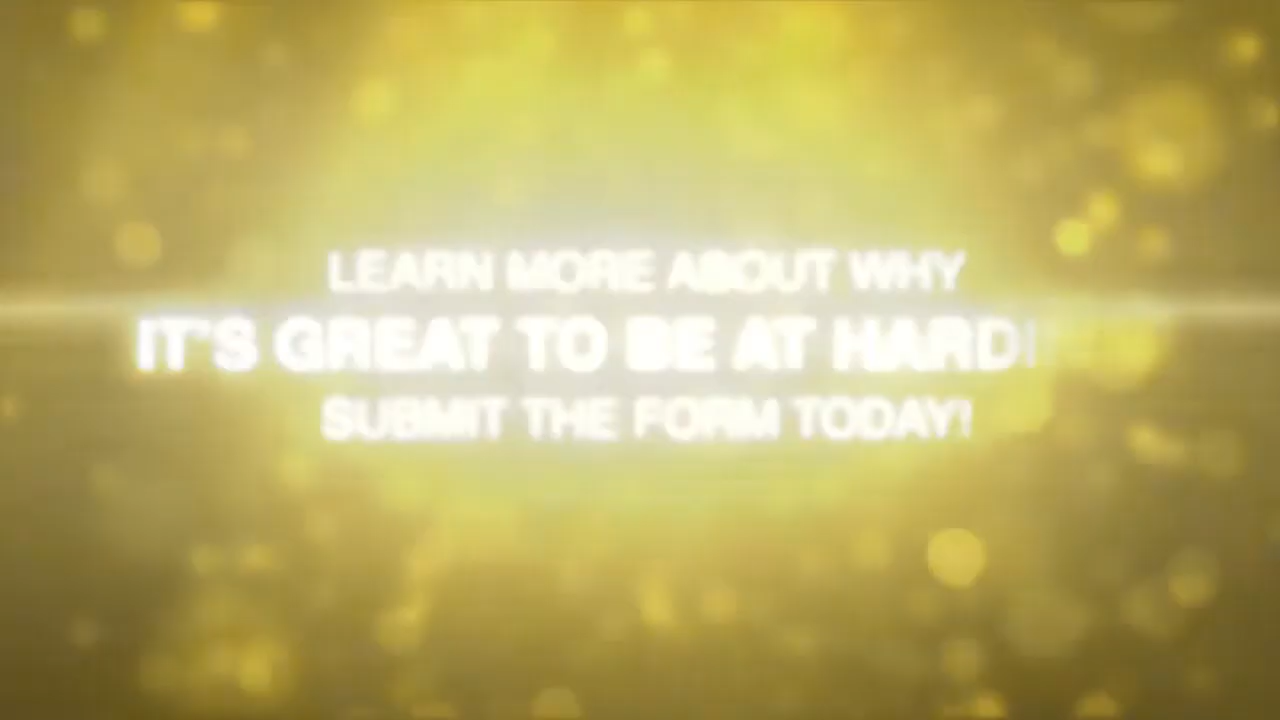 LEARN MORE ABOUT WHY
IT'S GREAT TO BE AT
SUBMIT THE FORM TODAY!